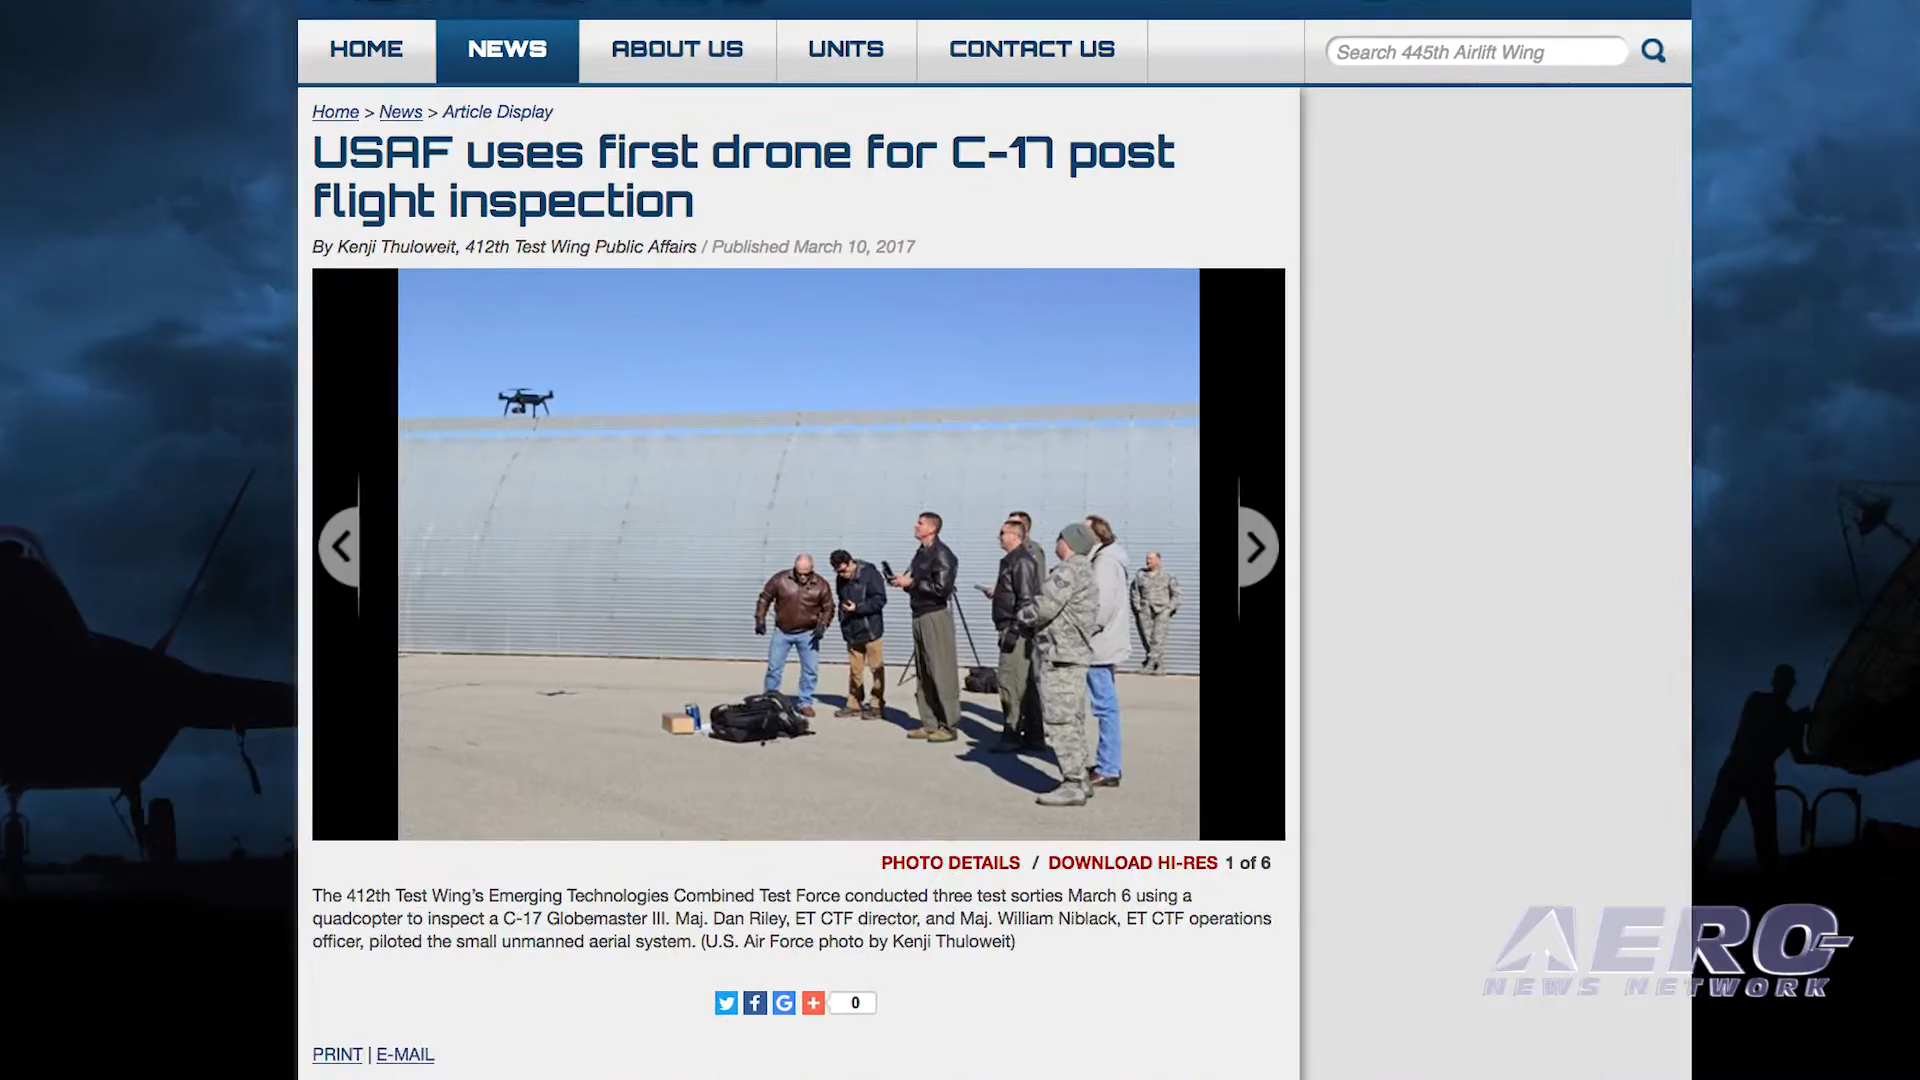 HOME
NEWS
ABOUT US
UNITS
CONTACT US
Search 445th Airlift Wing
Home > News > Article Display
USAF uses first drone for C-17 post
flight inspection
By Kenji Thuloweit, 412th Test Wing Public Affairs / Published March 10, 2017
PHOTO DETAILS / DOWNLOAD HI-RES 1 of 6
The 412th Test Wing's Emerging Technologies Combined Test Force conducted three test sorties March 6 using a
quadcopter to inspect a C-17 Globemaster III. Maj. Dan Riley, ET CTF director, and Maj. William Niblack, ET CTF operations
officer, piloted the small unmanned aerial system. (U.S. Air Force photo by Kenji Thuloweit)
0
PRINT | E-MAIL
AERO
NEWS NETWORK